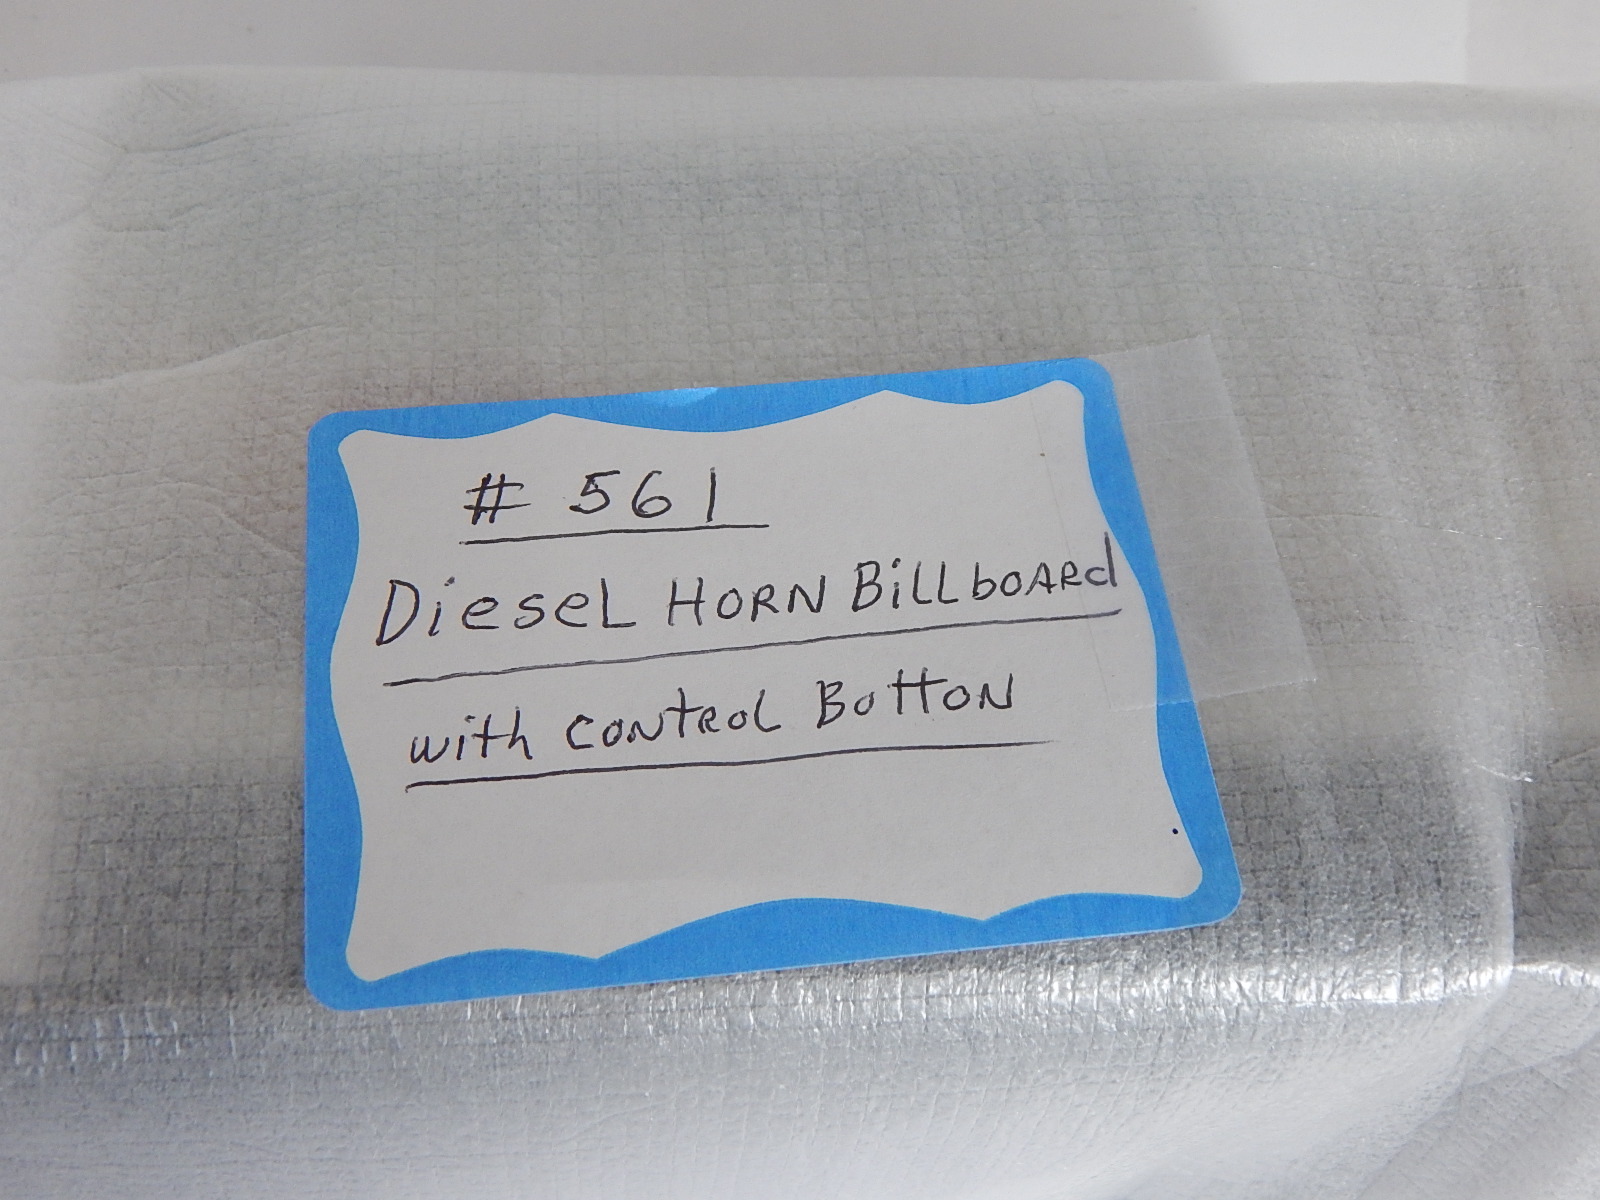 # 561
Diesel HORN Billboard
with control Botton